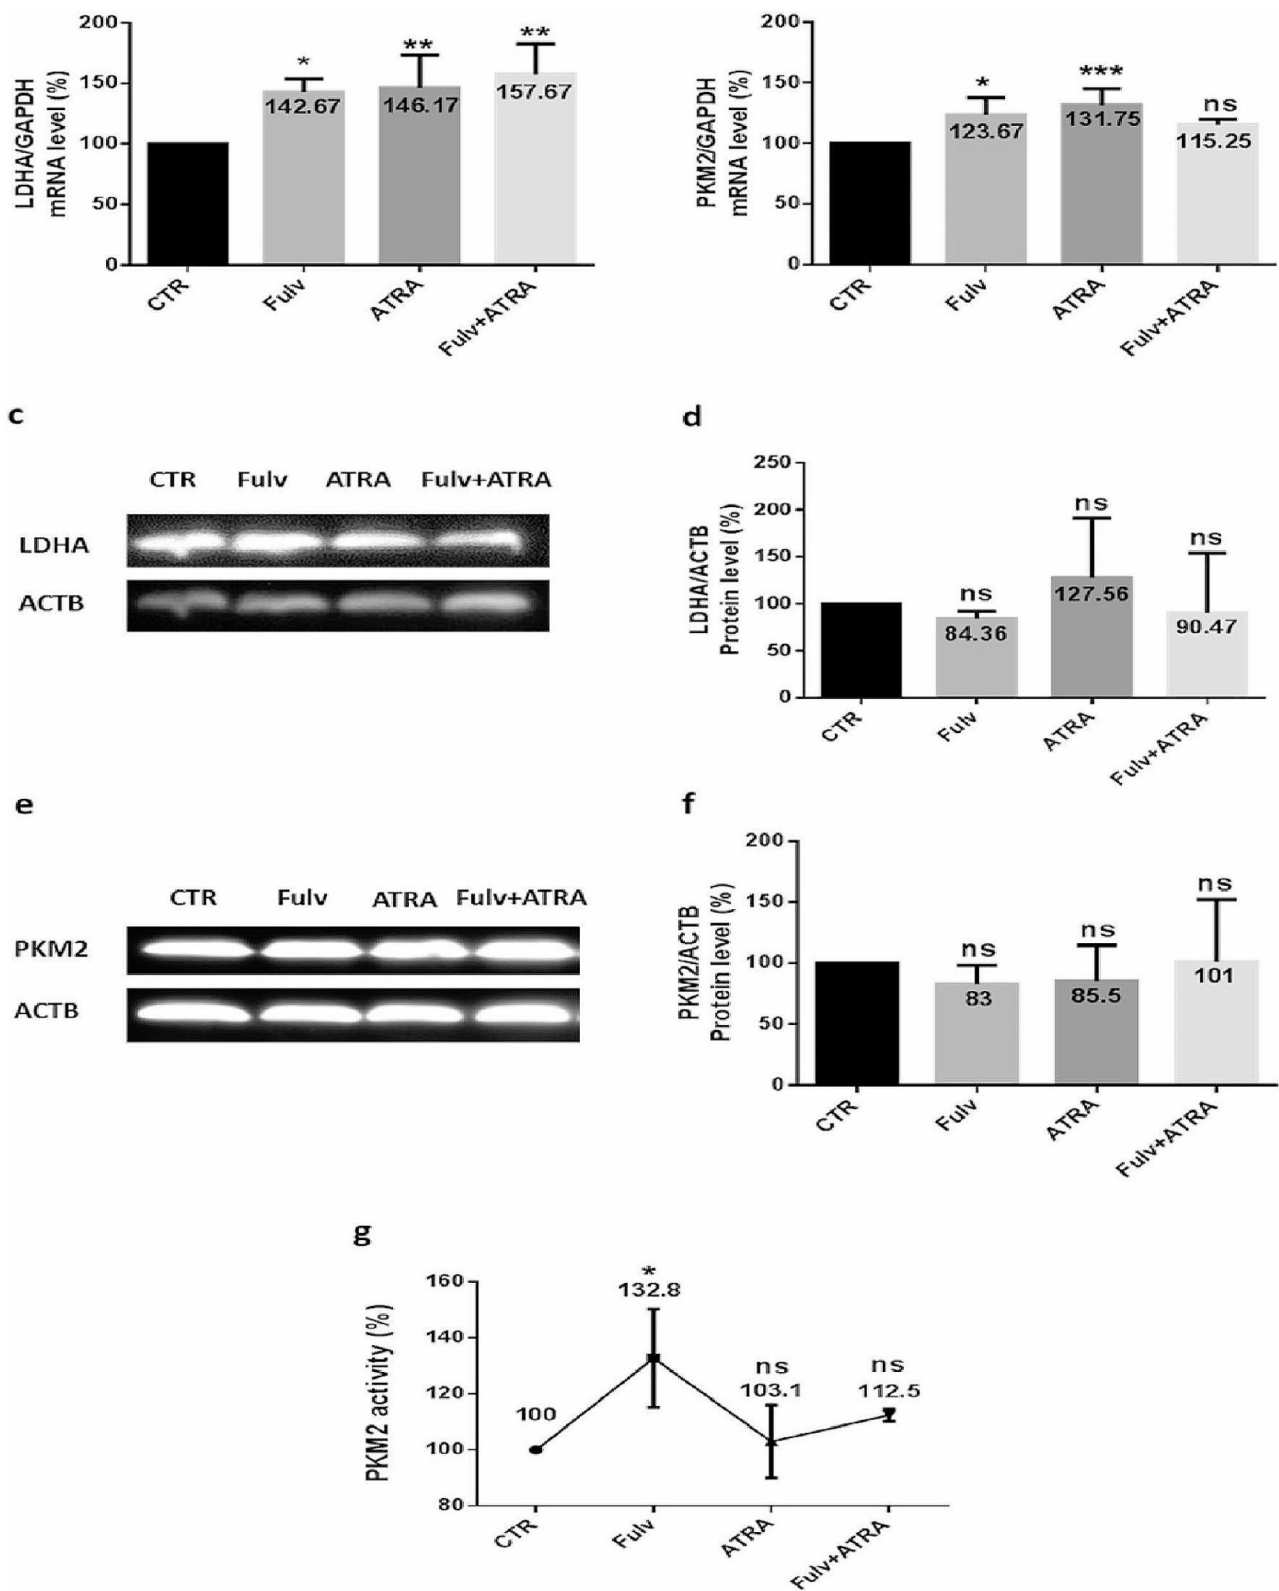 LDHA/GAPDH
mRNA level (%)
200
150
100
50
0
*
**
**
142.67
146.17
157.67
CTR
Fulv
ATRA
Fulv+ATRA
PKM2/GAPDH
mRNA level (%)
200
150
100
50
0
*
***
ns
123.67
131.75
115.25
CTR
Fulv
ATRA
Fulv+ATRA
c
CTR Fulv ATRA Fulv+ATRA
LDHA
ACTB
d
LDHA/ACTB
Protein level (%)
250
200
150
100
50
0
ns
ns
ns
84.36
127.56
90.47
CTR
Fulv
ATRA
Fulv+ATRA
e
CTR Fulv ATRA Fulv+ATRA
PKM2
ACTB
f
PKM2/ACTB
Protein level (%)
200
150
100
50
0
ns
ns
ns
83
85.5
101
CTR
Fulv
ATRA
Fulv+ATRA
g
PKM2 activity (%)
160
140
120
100
80
100
*
132.8
ns
103.1
ns
112.5
CTR
Fulv
ATRA
Fulv+ATRA